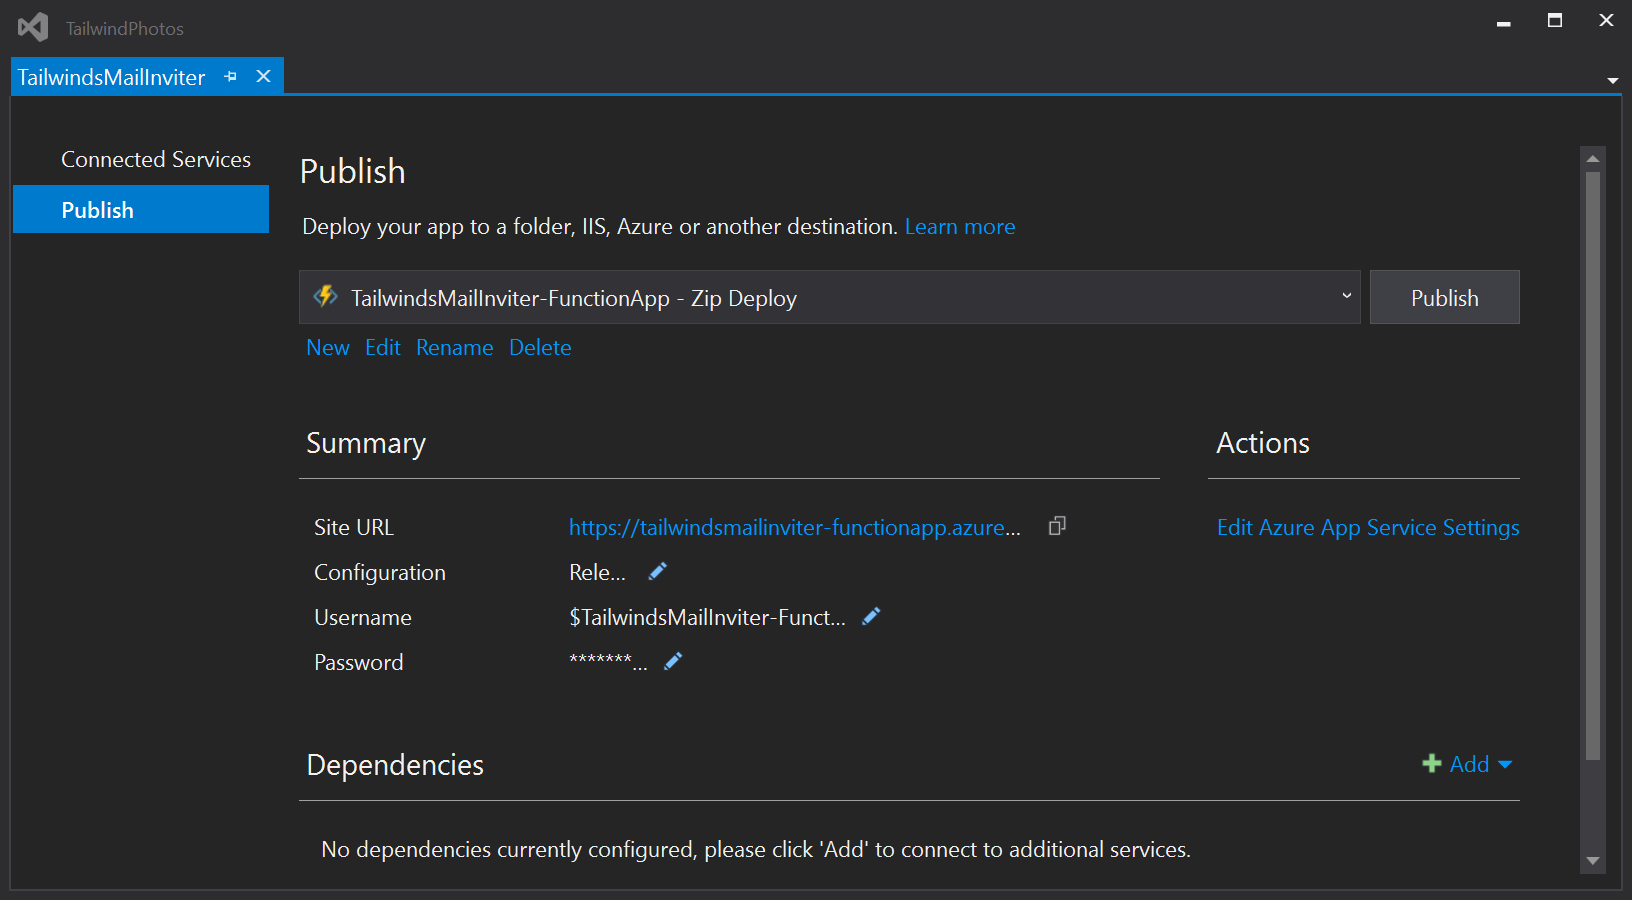 TailwindPhotos
TailwindsMailInviter
Connected Services
Publish
Publish
Deploy your app to a folder, IIS, Azure or another destination. Learn more
TailwindsMailInviter-FunctionApp - Zip Deploy
Publish
New Edit Rename Delete
Summary
Actions
Site URL https://tailwindsmailinviter-functionapp.azure...
Edit Azure App Service Settings
Configuration Rele...
Username $TailwindsMailInviter-Funct...
Password *******...
Dependencies
Add
No dependencies currently configured, please click 'Add' to connect to additional services.